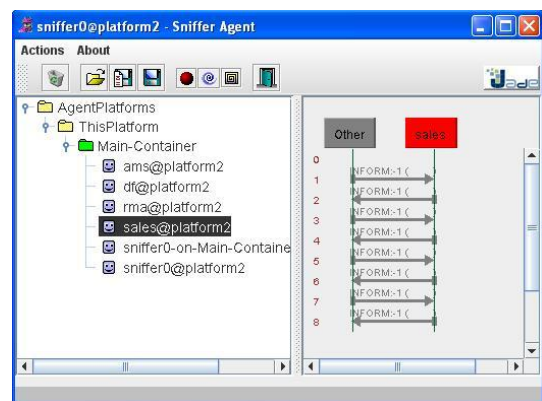 sniffer0@platform2 - Sniffer Agent
Actions About
Jade
AgentPlatforms
ThisPlatform
Main-Container
ams@platform2
df@platform2
rma@platform2
sales@platform2
sniffer0-on-Main-Containe
sniffer0@platform2
Other sales
0
INFORM:-1 (
1
INFORM:-1 (
2
INFORM:-1 (
3
INFORM:-1 (
4
INFORM:-1 (
5
INFORM:-1 (
6
INFORM:-1 (
7
INFORM:-1 (
8